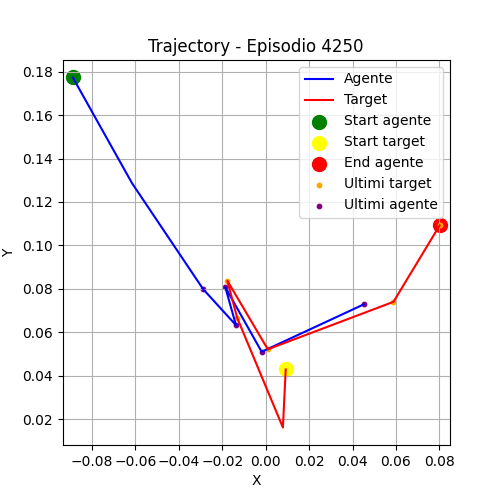 Trajectory - Episodio 4250
Agente
Target
Start agente
Start target
End agente
Ultimi target
Ultimi agente
Y
0.18
0.16
0.14
0.12
0.10
0.08
0.06
0.04
0.02
−0.08 −0.06 −0.04 −0.02 0.00 0.02 0.04 0.06 0.08
X